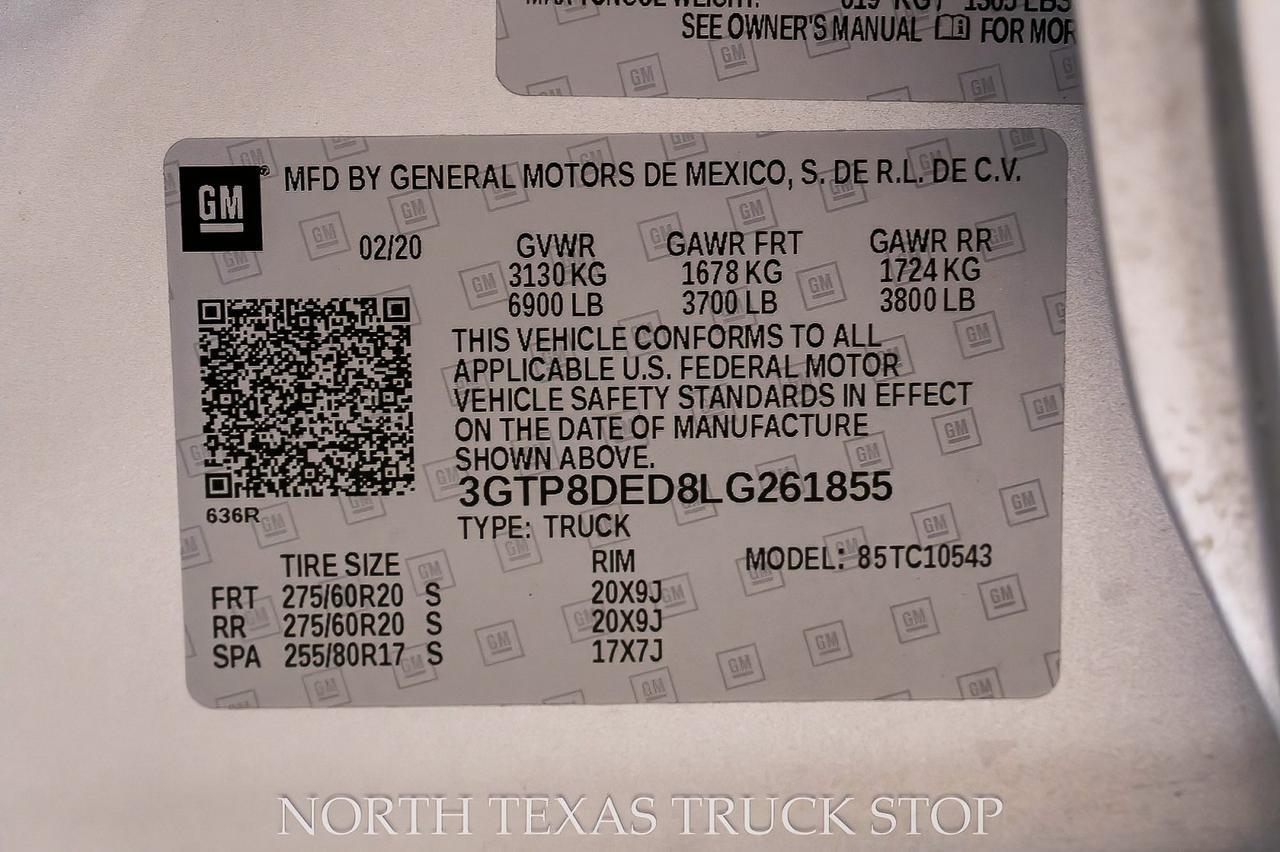 619 KG / 1365 LBS
SEE OWNER'S MANUAL FOR MOR
GM
MFD BY GENERAL MOTORS DE MEXICO, S. DE R.L. DE C.V.
02/20 GVWR GAWR FRT GAWR RR
3130 KG 1678 KG 1724 KG
6900 LB 3700 LB 3800 LB
THIS VEHICLE CONFORMS TO ALL
APPLICABLE U.S. FEDERAL MOTOR
VEHICLE SAFETY STANDARDS IN EFFECT
ON THE DATE OF MANUFACTURE
SHOWN ABOVE.
3GTP8DED8LG261855
636R
TYPE: TRUCK
TIRE SIZE RIM MODEL: 85TC10543
FRT 275/60R20 S 20X9J
RR 275/60R20 S 20X9J
SPA 255/80R17 S 17X7J
NORTH TEXAS TRUCK STOP